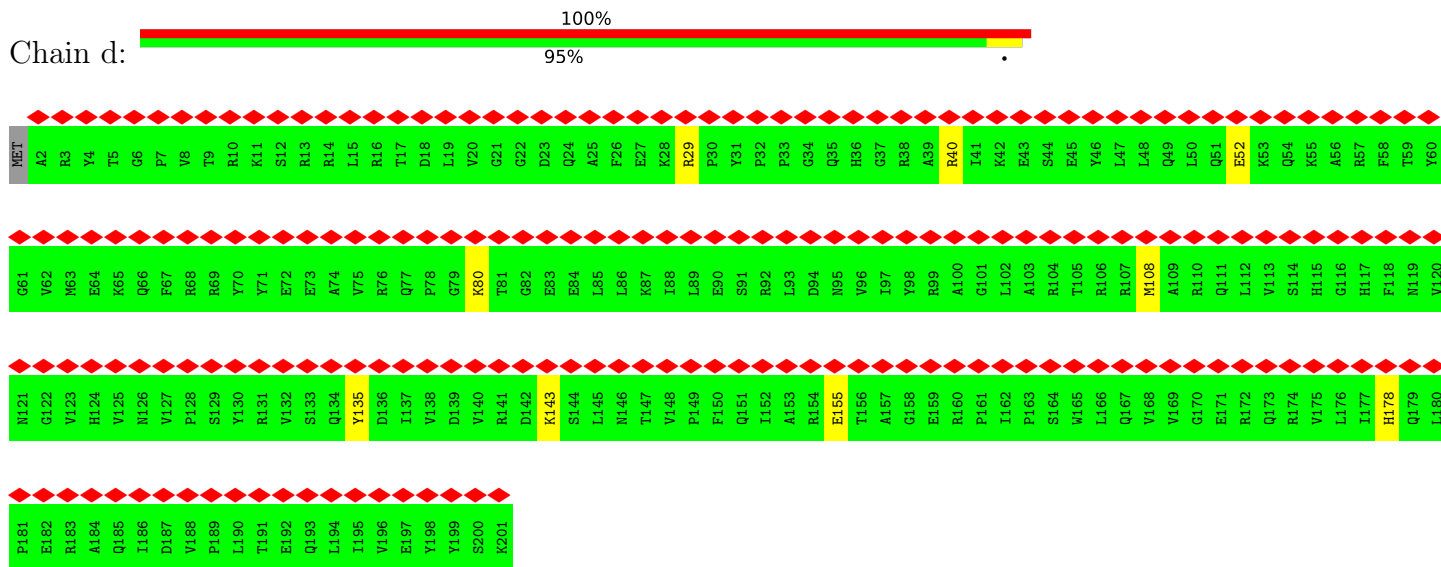 100%
Chain d:
95%
.
MET A2 R3 Y4 T5 G6 P7 V8 T9 R10 K11 S12 R13 R14 L15 R16 T17 D18 L19 V20 G21 G22 D23 Q24 A25 F26 E27 K28 R29 P30 Y31 P32 P33 G34 Q35 H36 G37 R38 A39 R40 I41 K42 E43 S44 E45 Y46 L47 L48 Q49 L50 Q51 E52 K53 Q54 K55 A56 R57 F58 T59 Y60
G61 V62 M63 E64 K65 Q66 F67 R68 R69 Y70 Y71 E72 E73 A74 V75 R76 Q77 P78 G79 K80 T81 G82 E83 E84 L85 L86 K87 I88 L89 E90 S91 R92 L93 D94 N95 V96 I97 Y98 R99 A100 G101 L102 A103 R104 T105 R106 R107 M108 A109 R110 Q111 L112 V113 S114 H115 G116 H117 F118 N119 V120
N121 G122 V123 H124 V125 N126 V127 P128 S129 Y130 R131 V132 S133 Q134 Y135 D136 I137 V138 D139 V140 R141 D142 K143 S144 L145 N146 T147 V148 P149 F150 Q151 I152 A153 R154 E155 T156 A157 G158 E159 R160 P161 I162 P163 S164 W165 L166 Q167 V168 V169 G170 E171 R172 Q173 R174 V175 L176 I177 H178 Q179 L180
P181 E182 R183 A184 Q185 I186 D187 V188 P189 L190 T191 E192 Q193 L194 I195 V196 E197 Y198 Y199 S200 K201